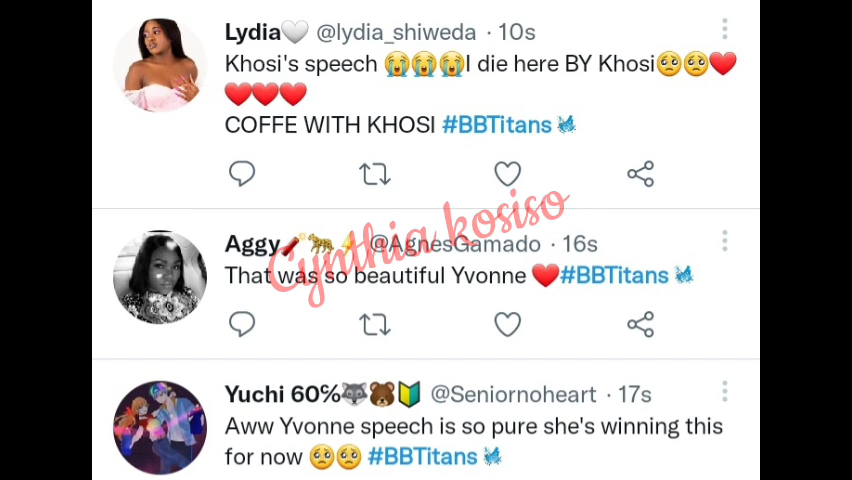 Lydia🤍 @lydia_shiweda · 10s
Khosi's speech 😭😭😭I die here BY Khosi🥺🥺❤️
❤️❤️❤️
COFFE WITH KHOSI #BBTitans
Aggy🧨🐆 @AgnesGamado · 16s
That was so beautiful Yvonne ❤️#BBTitans
Cynthia kosiso
Yuchi 60℅🐺🐻🔰 @Seniornoheart · 17s
Aww Yvonne speech is so pure she's winning this
for now 🥺🥺 #BBTitans